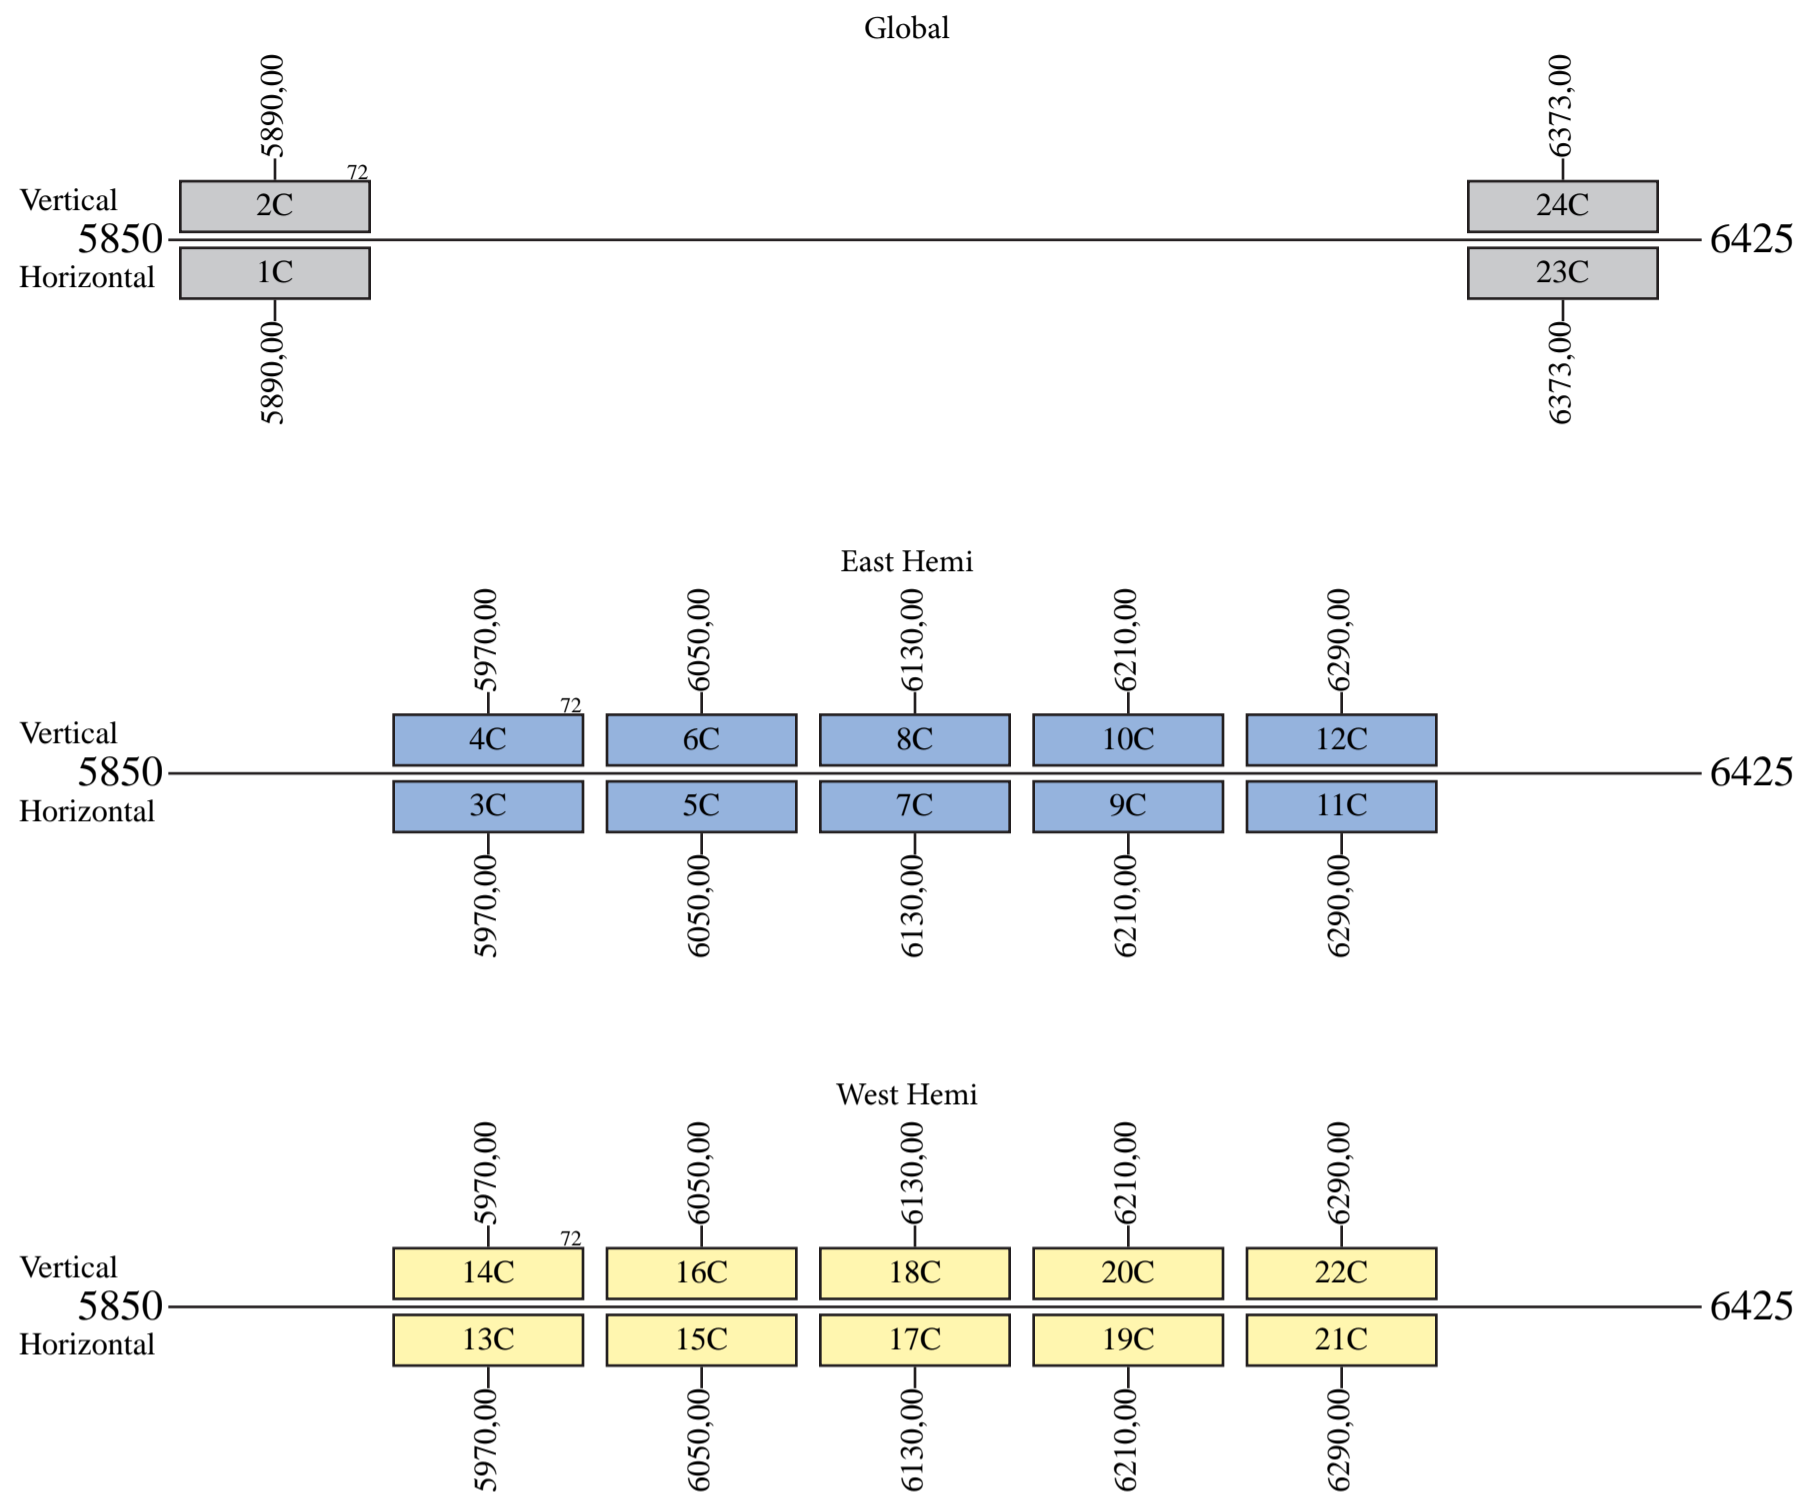 Global
5890,00 6373,00
72
Vertical 2C 24C
5850 6425
Horizontal 1C 23C
5890,00 6373,00
East Hemi
5970,00 6050,00 6130,00 6210,00 6290,00
72
Vertical 4C 6C 8C 10C 12C
5850 6425
Horizontal 3C 5C 7C 9C 11C
5970,00 6050,00 6130,00 6210,00 6290,00
West Hemi
5970,00 6050,00 6130,00 6210,00 6290,00
72
Vertical 14C 16C 18C 20C 22C
5850 6425
Horizontal 13C 15C 17C 19C 21C
5970,00 6050,00 6130,00 6210,00 6290,00